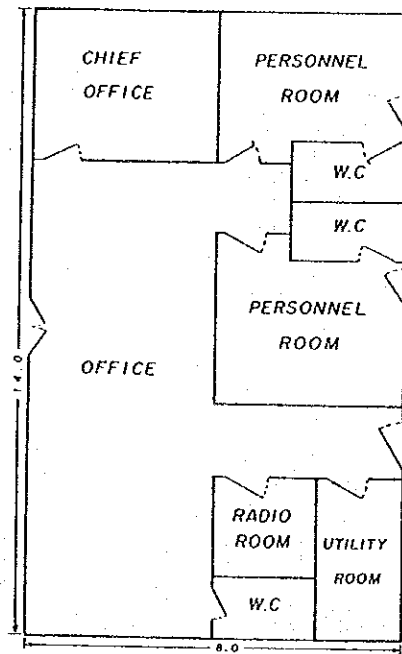 CHIEF
OFFICE
PERSONNEL
ROOM
W.C
W.C
PERSONNEL
ROOM
OFFICE
14.0
RADIO
ROOM
UTILITY
ROOM
W.C
8.0